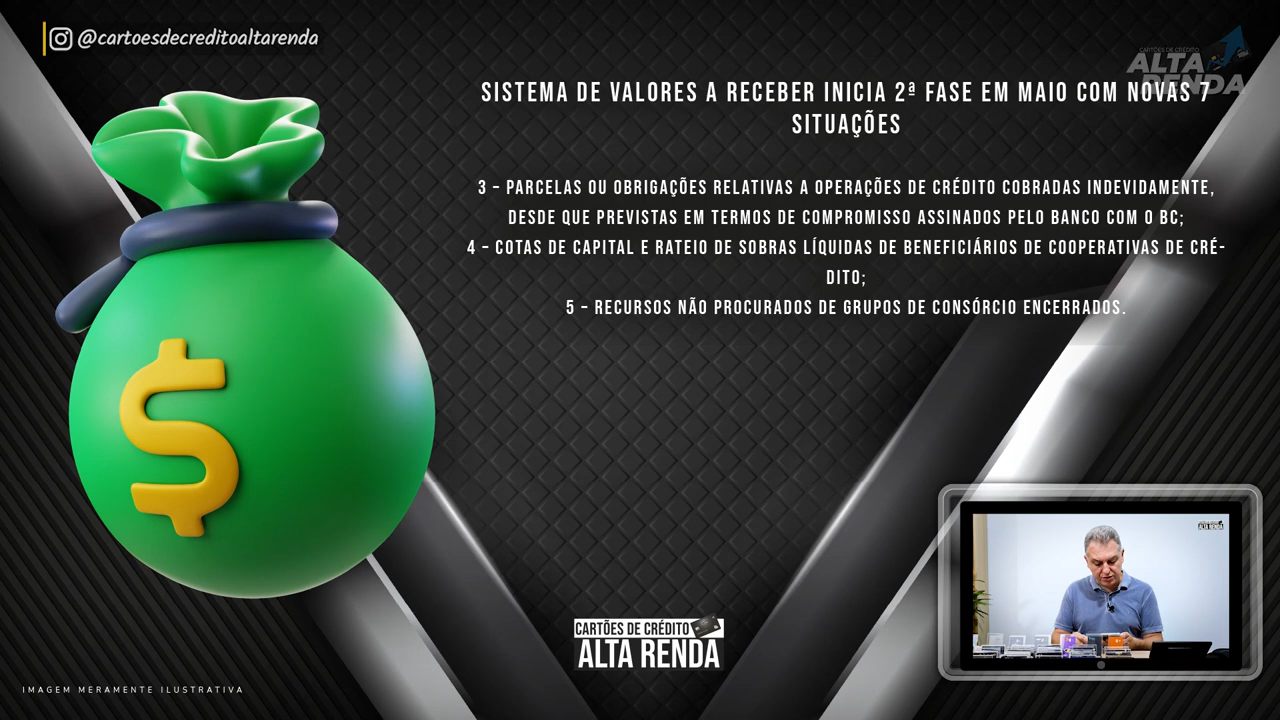 @cartoesdecreditoaltarenda
CARTÕES DE CRÉDITO
ALTA
RENDA
SISTEMA DE VALORES A RECEBER INICIA 2ª FASE EM MAIO COM NOVAS 7
SITUAÇÕES
3 – PARCELAS OU OBRIGAÇÕES RELATIVAS A OPERAÇÕES DE CRÉDITO COBRADAS INDEVIDAMENTE,
DESDE QUE PREVISTAS EM TERMOS DE COMPROMISSO ASSINADOS PELO BANCO COM O BC;
4 – COTAS DE CAPITAL E RATEIO DE SOBRAS LÍQUIDAS DE BENEFICIÁRIOS DE COOPERATIVAS DE CRÉ-
DITO;
5 – RECURSOS NÃO PROCURADOS DE GRUPOS DE CONSÓRCIO ENCERRADOS.
$
ALTA RENDA
CARTÕES DE CRÉDITO
ALTA RENDA
IMAGEM MERAMENTE ILUSTRATIVA